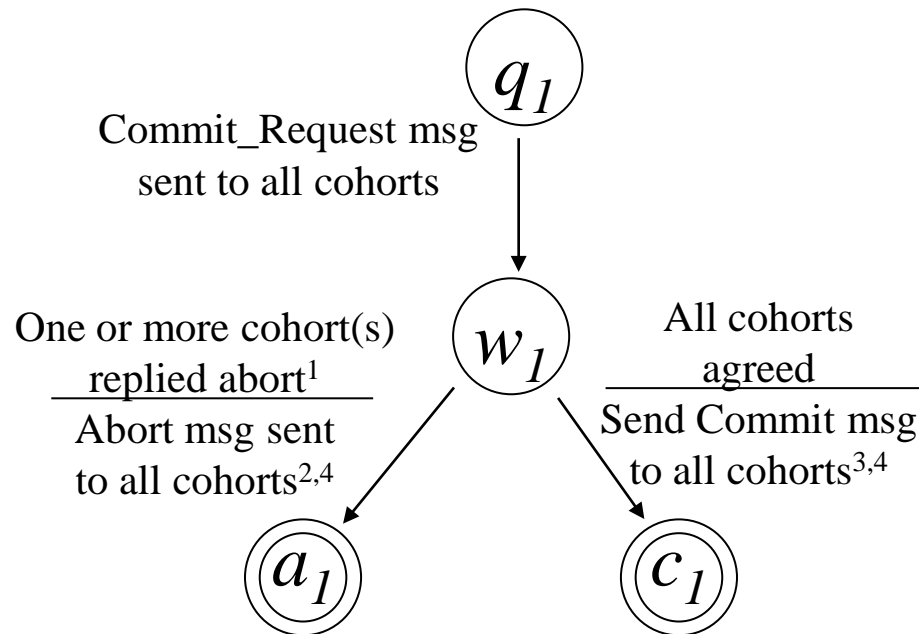 q1
Commit_Request msg
sent to all cohorts
w1
One or more cohort(s)
replied abort1
Abort msg sent
to all cohorts2,4
All cohorts
agreed
Send Commit msg
to all cohorts3,4
a1
c1